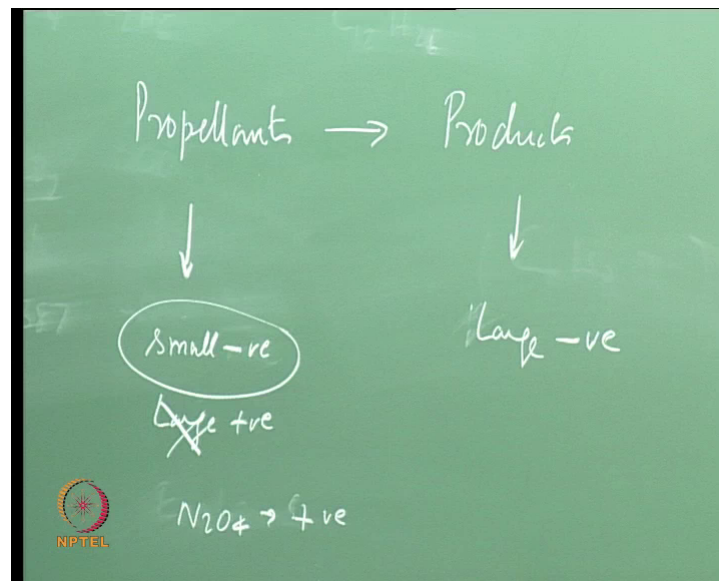 Propellants → Products
small -ve
Large -ve
Large +ve
N2O4 → +ve
NPTEL